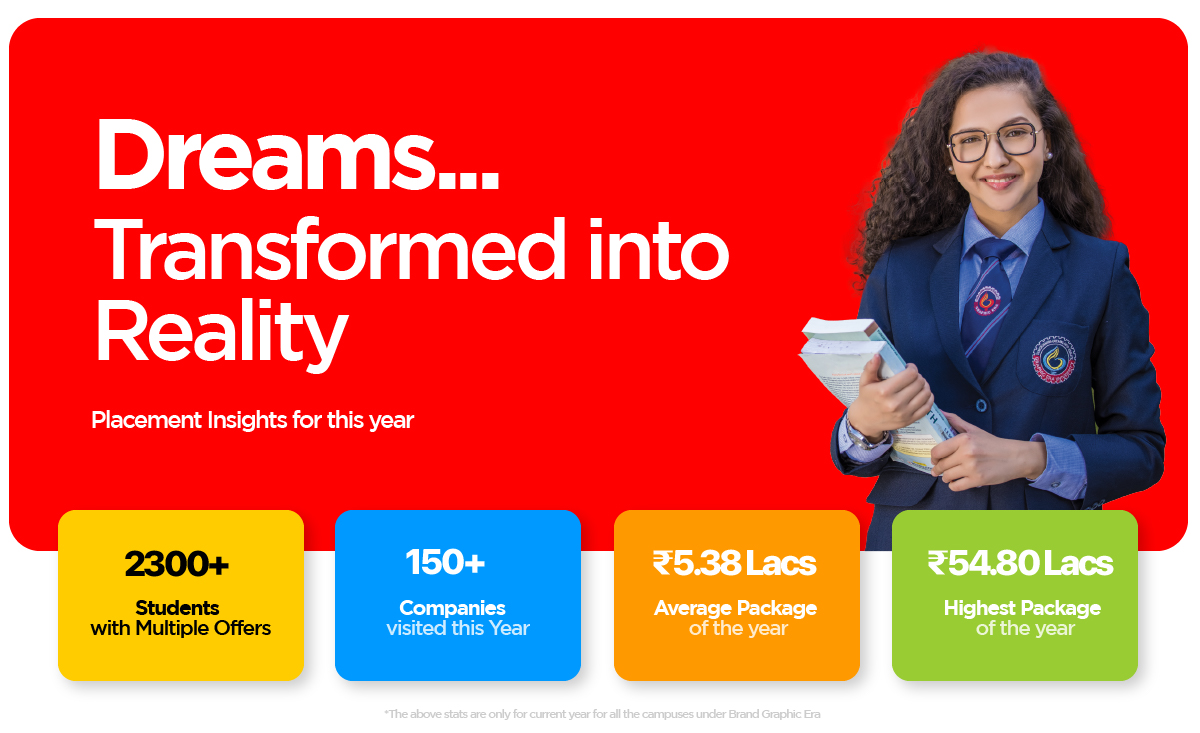 Dreams...
Transformed into
Reality
Placement Insights for this year
2300+
Students
with Multiple Offers
150+
Companies
visited this Year
₹5.38 Lacs
Average Package
of the year
₹54.80 Lacs
Highest Package
of the year
*The above stats are only for current year for all the campuses under Brand Graphic Era